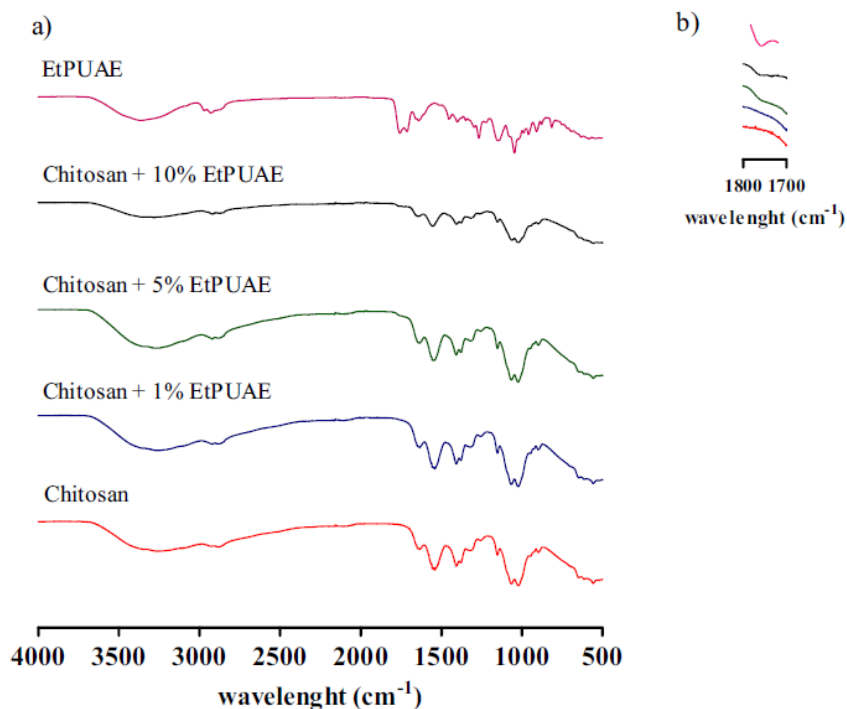 a)
EtPUAE
Chitosan + 10% EtPUAE
Chitosan + 5% EtPUAE
Chitosan + 1% EtPUAE
Chitosan
4000 3500 3000 2500 2000 1500 1000 500
wavelenght (cm⁻¹)
b)
1800 1700
wavelenght (cm⁻¹)